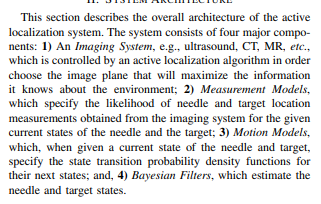 II. SYSTEM ARCHITECTURE
This section describes the overall architecture of the active
localization system. The system consists of four major compo-
nents: 1) An Imaging System, e.g., ultrasound, CT, MR, etc.,
which is controlled by an active localization algorithm in order
choose the image plane that will maximize the information
it knows about the environment; 2) Measurement Models,
which specify the likelihood of needle and target location
measurements obtained from the imaging system for the given
current states of the needle and the target; 3) Motion Models,
which, when given a current state of the needle and target,
specify the state transition probability density functions for
their next states; and, 4) Bayesian Filters, which estimate the
needle and target states.